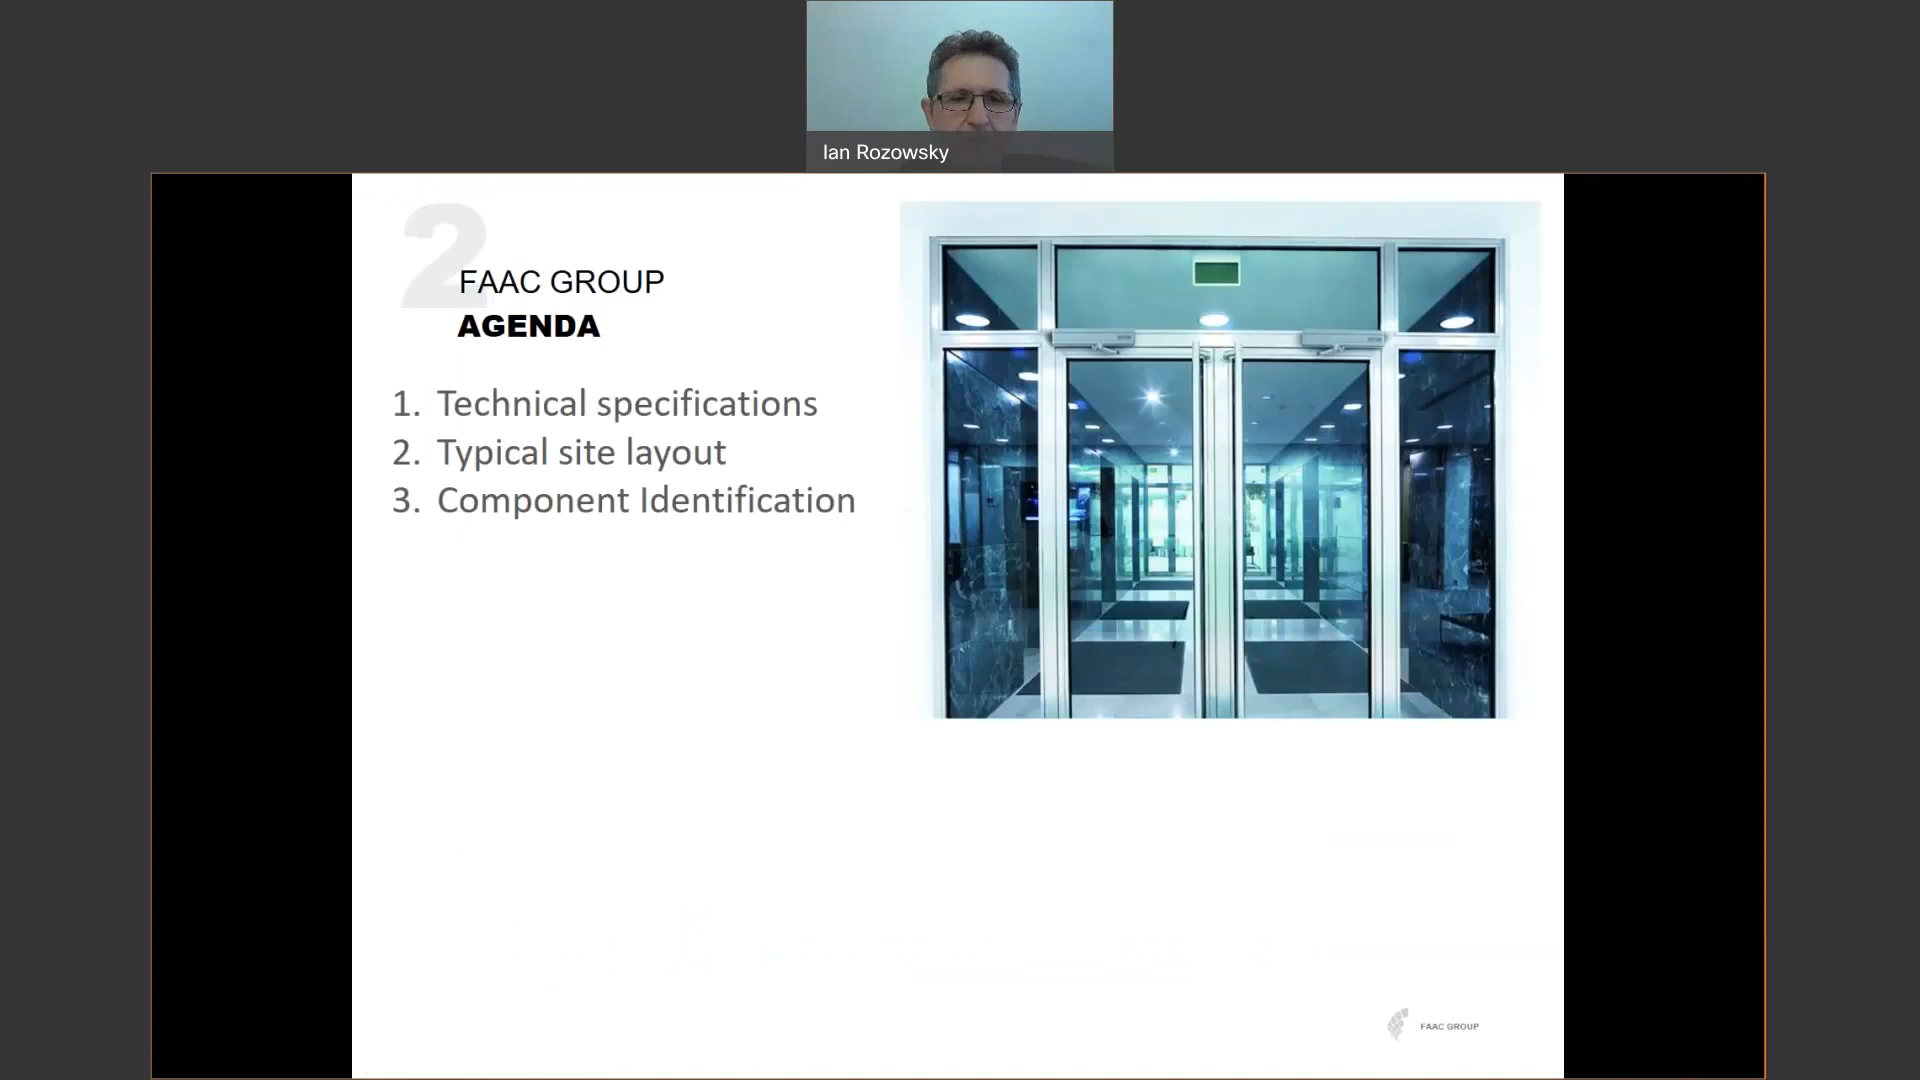 Ian Rozowsky
2
FAAC GROUP
AGENDA
1. Technical specifications
2. Typical site layout
3. Component Identification
FAAC GROUP